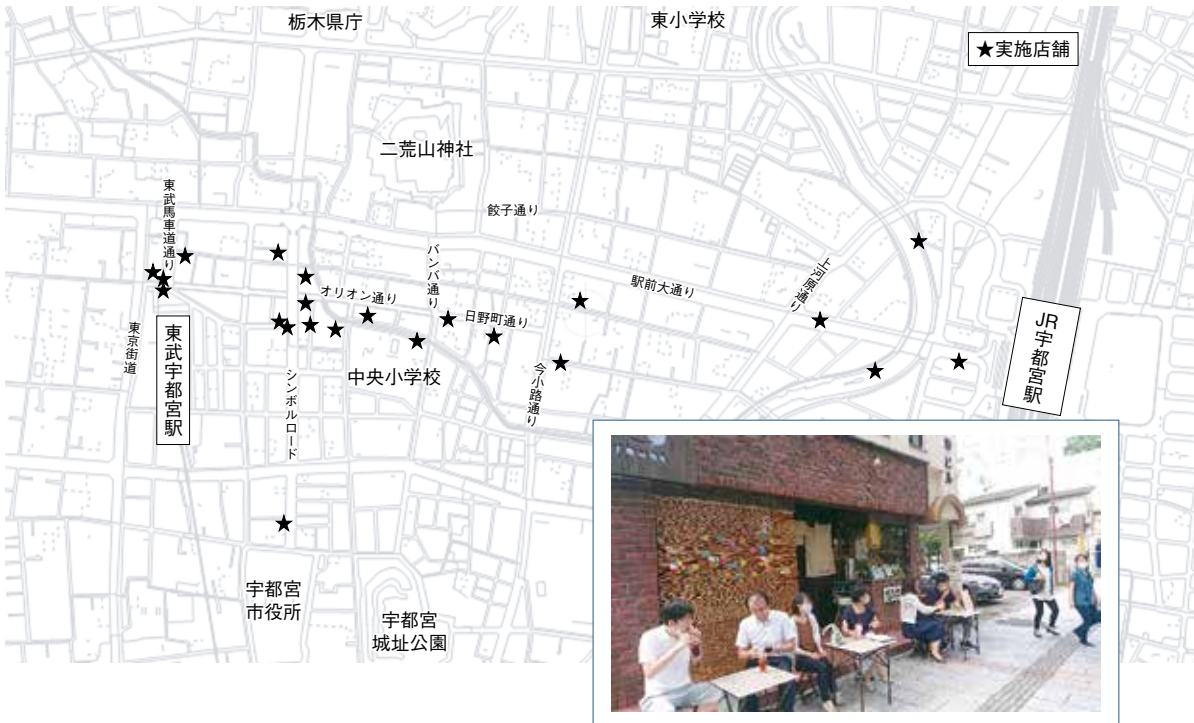 栃木県庁
東小学校
★実施店舗
二荒山神社
東武馬車道通り
餃子通り
バンバ通り
上河原通り
駅前大通り
オリオン通り
日野町通り
JR宇都宮駅
東京街道
東武宇都宮駅
中央小学校
今小路通り
シンボルロード
宇都宮
市役所
宇都宮
城址公園